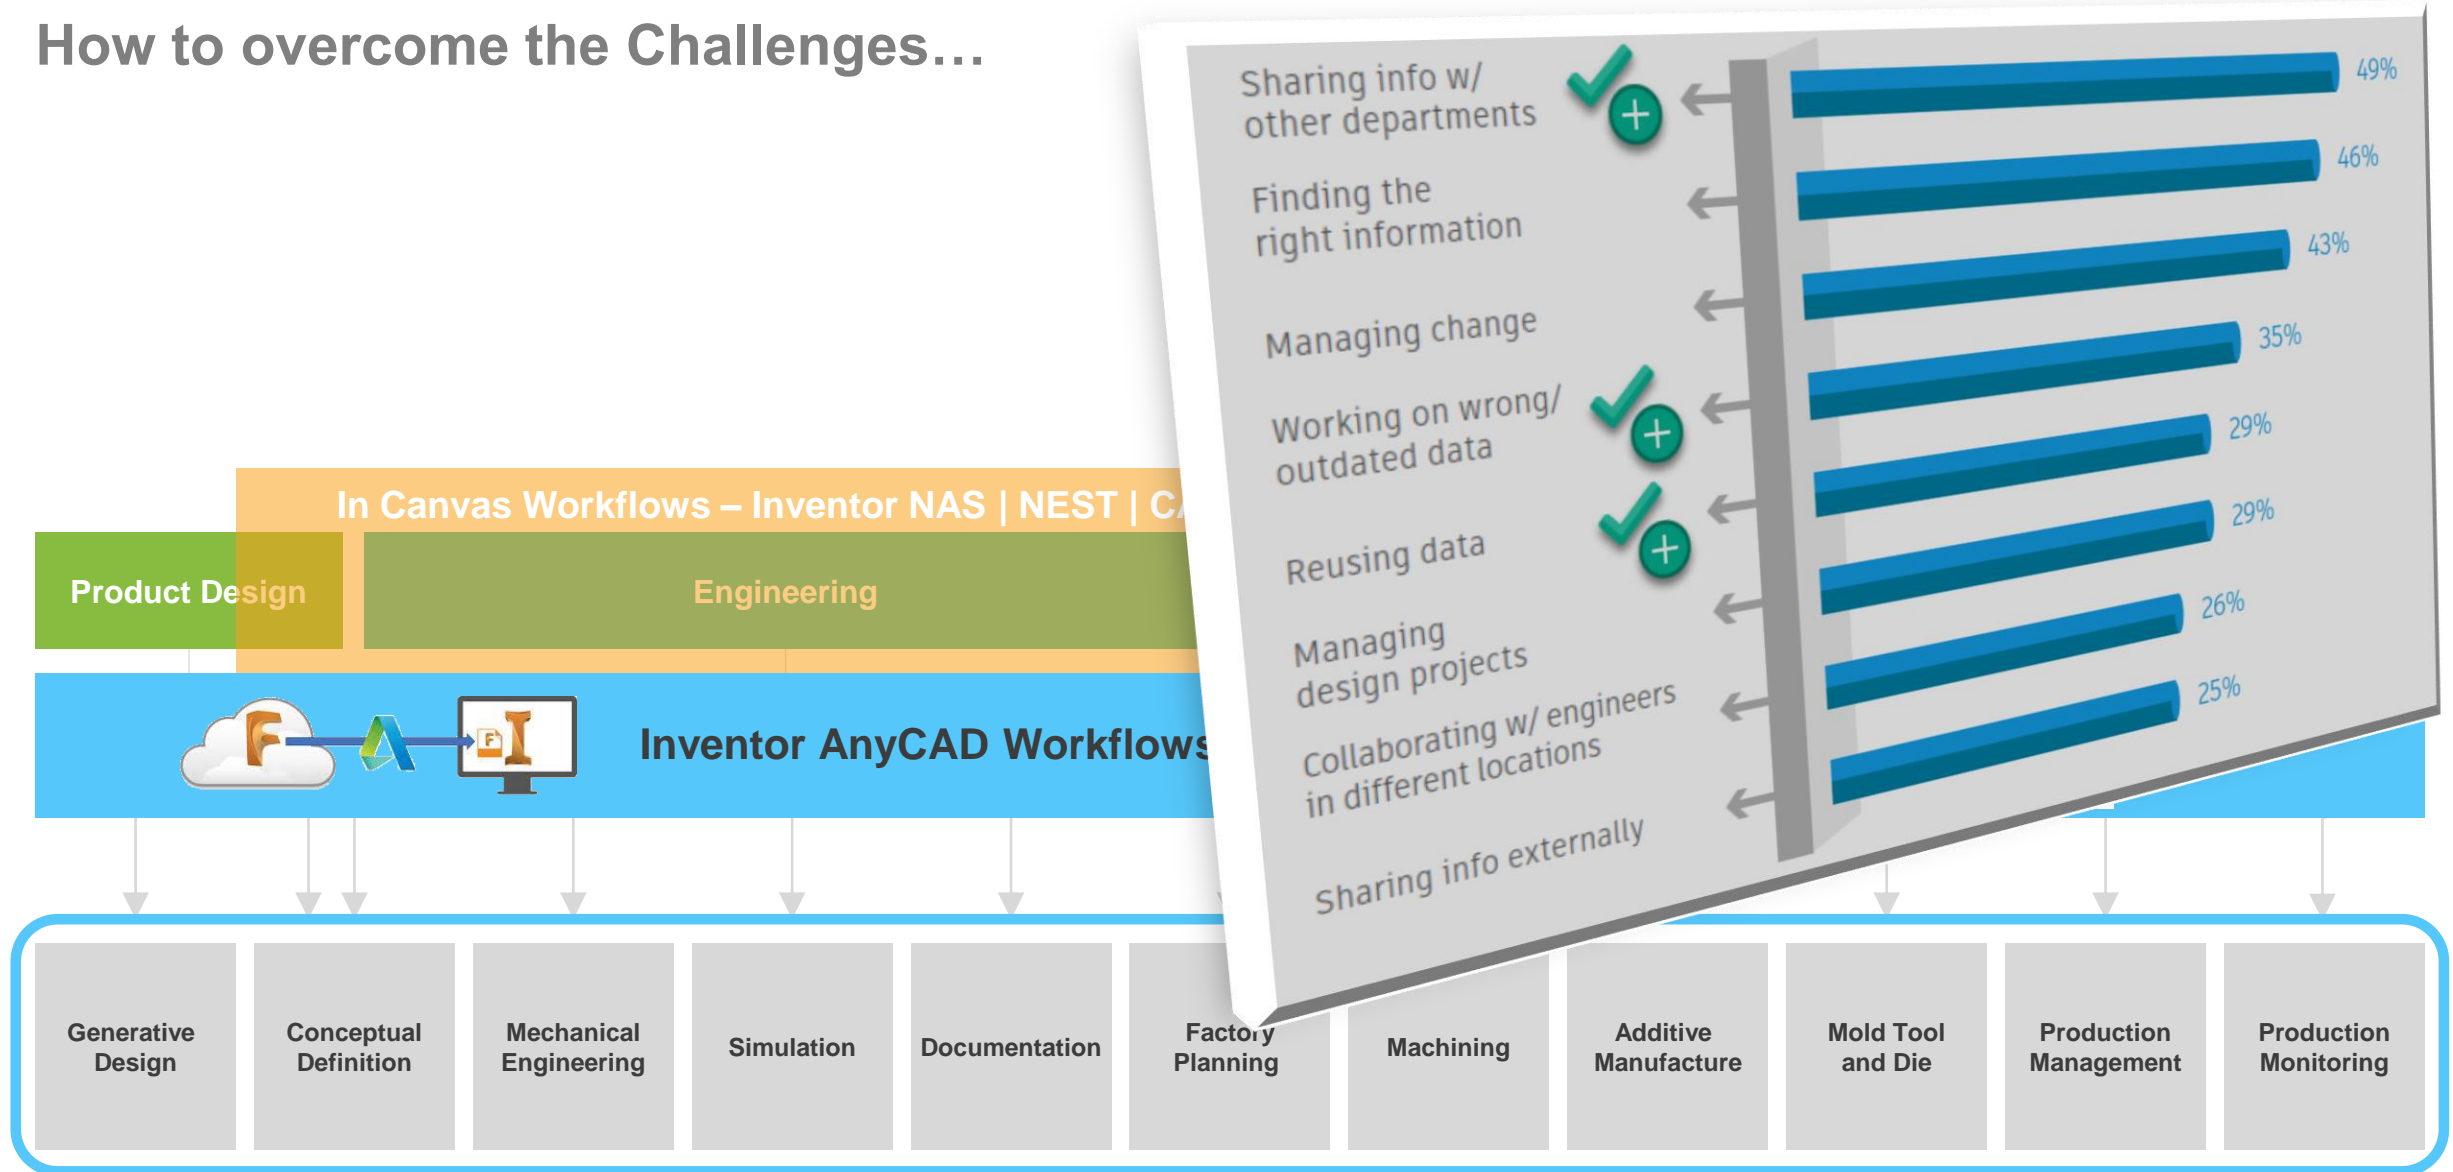 How to overcome the Challenges…
Sharing info w/
other departments
49%
Finding the
right information
46%
Managing change
43%
Working on wrong/
outdated data
35%
Reusing data
29%
Managing
design projects
29%
Collaborating w/ engineers
in different locations
26%
Sharing info externally
25%
In Canvas Workflows – Inventor NAS | NEST |
Product Design
Engineering
Inventor AnyCAD Workflows
Generative
Design
Conceptual
Definition
Mechanical
Engineering
Simulation
Documentation
Factory
Planning
Machining
Additive
Manufacture
Mold Tool
and Die
Production
Management
Production
Monitoring